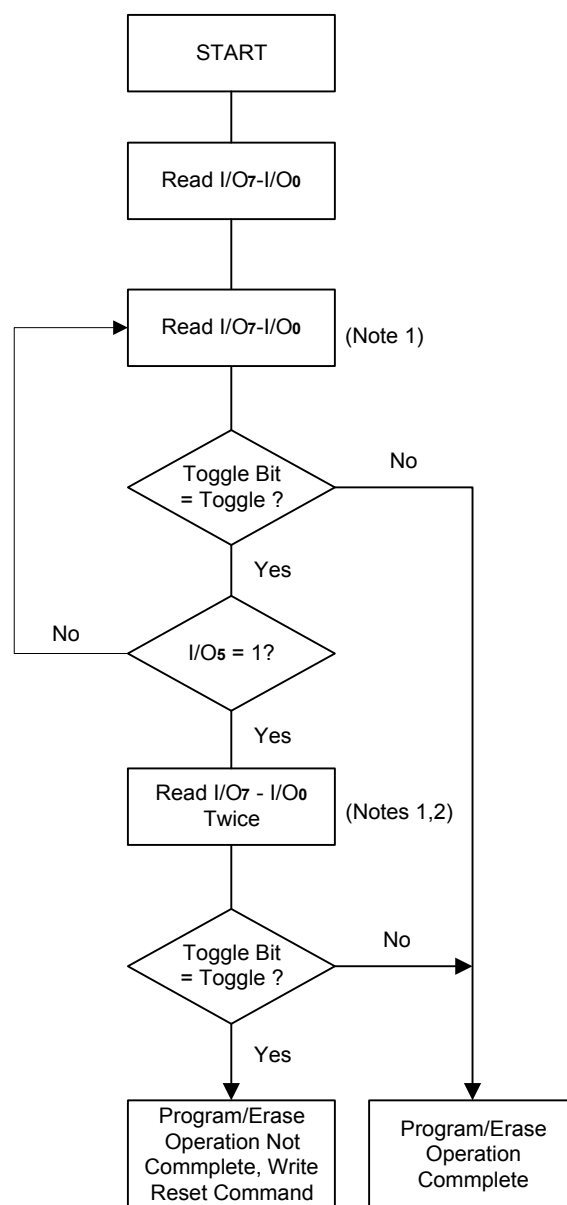 START
Read I/O7-I/O0
Read I/O7-I/O0
(Note 1)
Toggle Bit
= Toggle ?
No
Yes
I/O5 = 1?
No
Yes
Read I/O7 - I/O0
Twice
(Notes 1,2)
Toggle Bit
= Toggle ?
No
Yes
Program/Erase
Operation Not
Commplete, Write
Reset Command
Program/Erase
Operation
Commplete